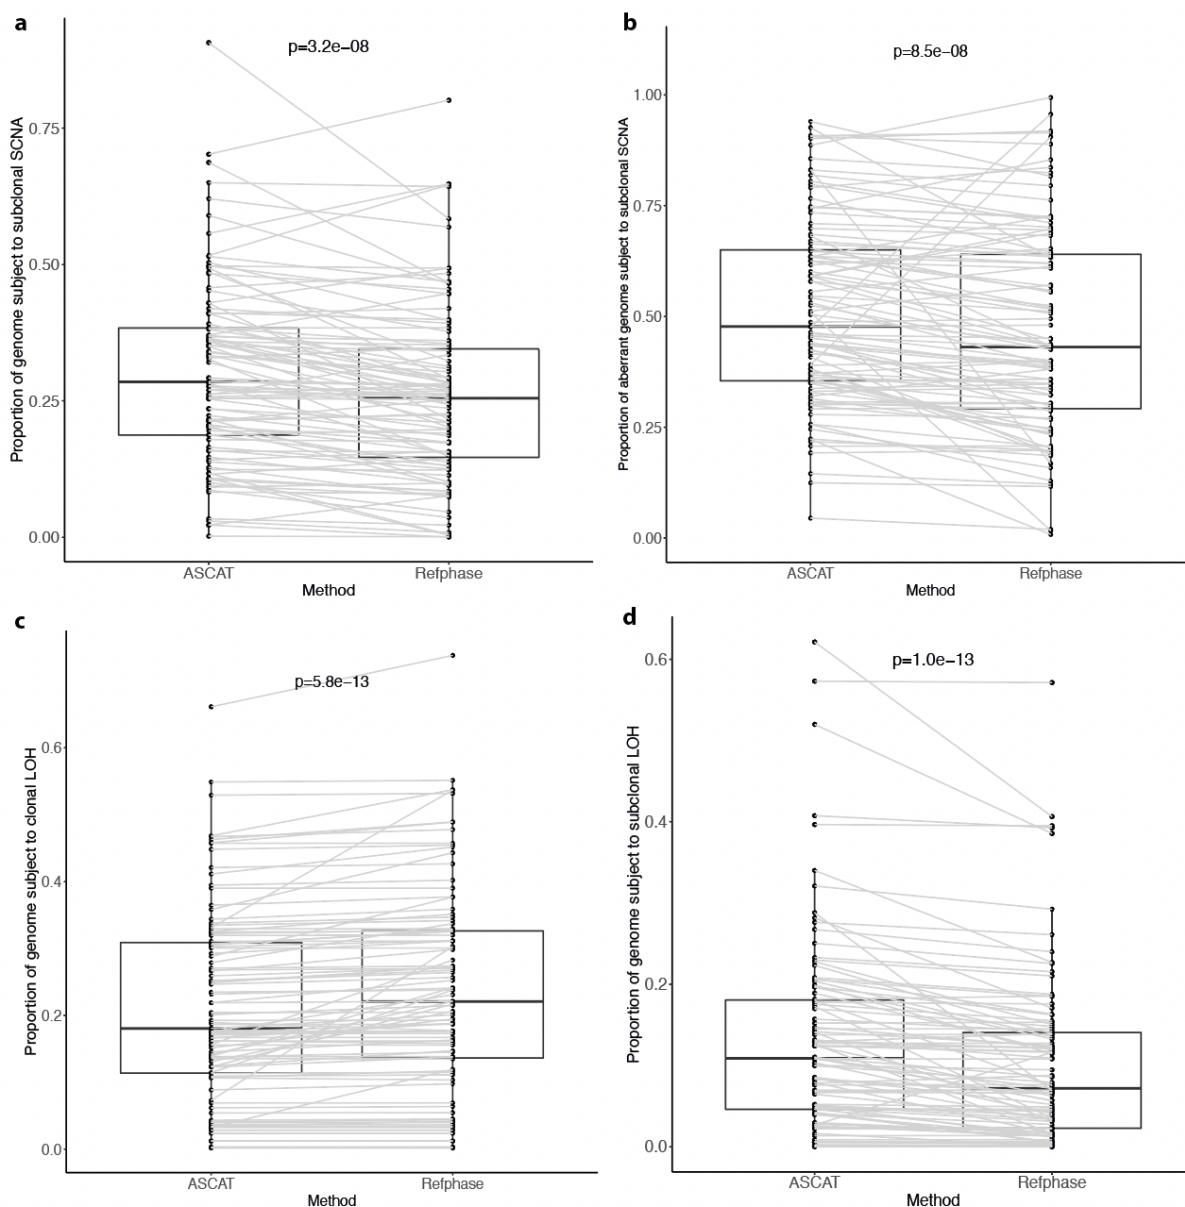 a
p=3.2e−08
Proportion of genome subject to subclonal SCNA
0.75
0.50
0.25
0.00
ASCAT
Refphase
Method
b
p=8.5e−08
Proportion of aberrant genome subject to subclonal SCNA
1.00
0.75
0.50
0.25
0.00
ASCAT
Refphase
Method
c
p=5.8e−13
Proportion of genome subject to clonal LOH
0.6
0.4
0.2
0.0
ASCAT
Refphase
Method
d
p=1.0e−13
Proportion of genome subject to subclonal LOH
0.6
0.4
0.2
0.0
ASCAT
Refphase
Method